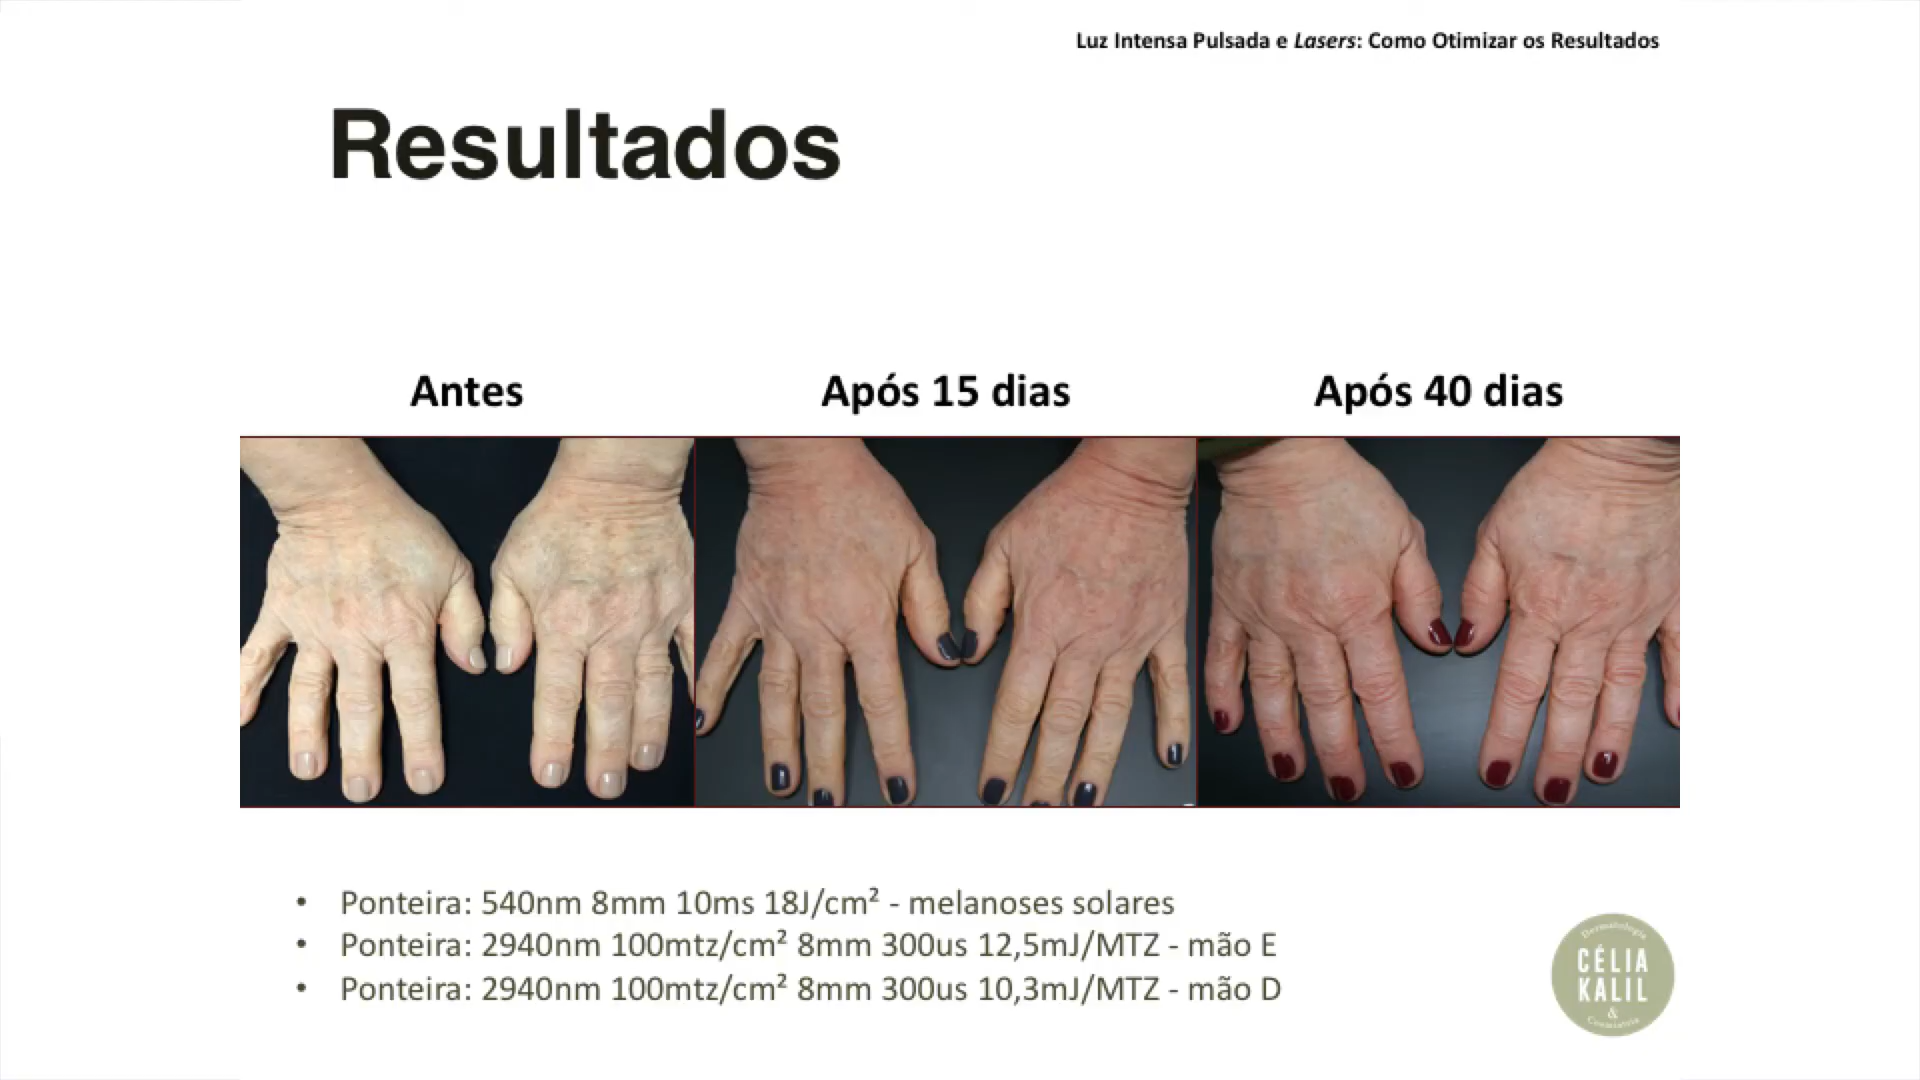 Luz Intensa Pulsada e Lasers: Como Otimizar os Resultados
Resultados
Antes
Após 15 dias
Após 40 dias
• Ponteira: 540nm 8mm 10ms 18J/cm² - melanoses solares
• Ponteira: 2940nm 100mtz/cm² 8mm 300us 12,5mJ/MTZ - mão E
• Ponteira: 2940nm 100mtz/cm² 8mm 300us 10,3mJ/MTZ - mão D
Dermatologia
CÉLIA
KALIL
&
Cosmiatria